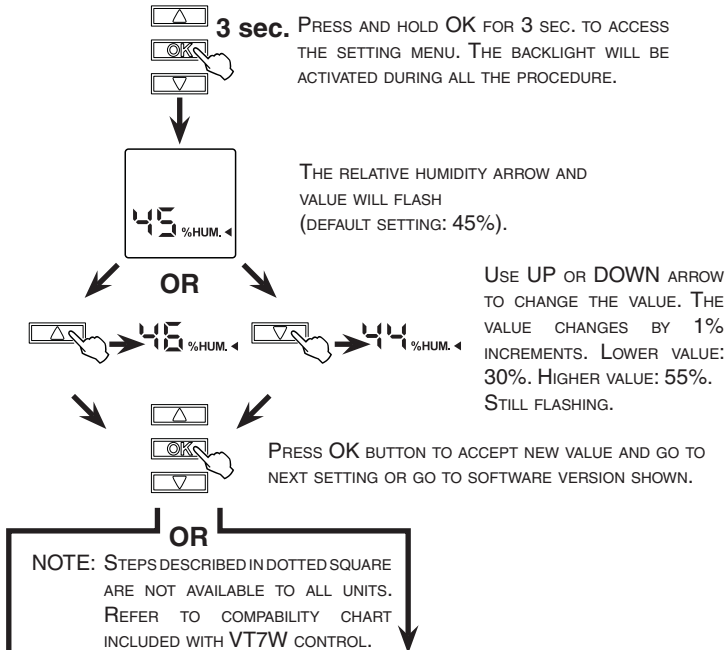 3 sec. PRESS AND HOLD OK FOR 3 SEC. TO ACCESS
THE SETTING MENU. THE BACKLIGHT WILL BE
ACTIVATED DURING ALL THE PROCEDURE.
OK
THE RELATIVE HUMIDITY ARROW AND
VALUE WILL FLASH
(DEFAULT SETTING: 45%).
45 %HUM.
OR
USE UP OR DOWN ARROW
TO CHANGE THE VALUE. THE
VALUE CHANGES BY 1%
INCREMENTS. LOWER VALUE:
30%. HIGHER VALUE: 55%.
STILL FLASHING.
46 %HUM.
44 %HUM.
OK
PRESS OK BUTTON TO ACCEPT NEW VALUE AND GO TO
NEXT SETTING OR GO TO SOFTWARE VERSION SHOWN.
OR
NOTE: STEPS DESCRIBED IN DOTTED SQUARE
ARE NOT AVAILABLE TO ALL UNITS.
REFER TO COMPABILITY CHART
INCLUDED WITH VT7W CONTROL.